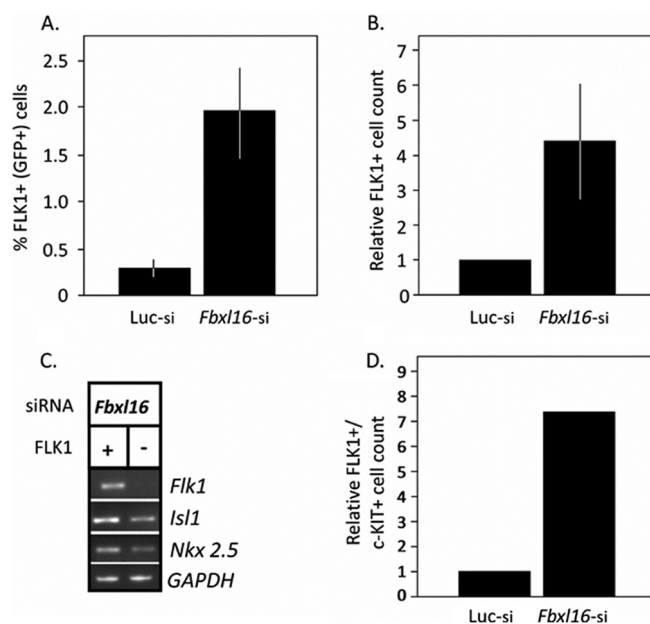 A.
% FLK1+ (GFP+) cells
2.5
2.0
1.5
1.0
0.5
0
Luc-si Fbxl16-si
B.
Relative FLK1+ cell count
7
6
5
4
3
2
1
0
Luc-si Fbxl16-si
C.
siRNA Fbxl16
FLK1 + -
Flk1
Isl1
Nkx 2.5
GAPDH
D.
Relative FLK1+/
c-KIT+ cell count
9
8
7
6
5
4
3
2
1
0
Luc-si Fbxl16-si